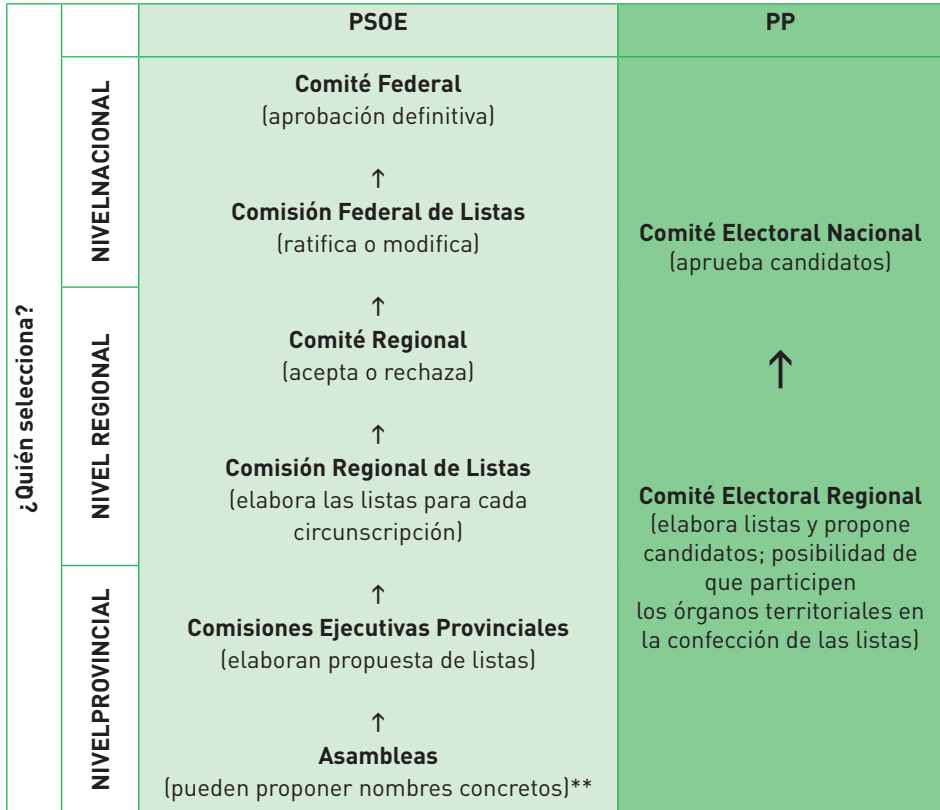 PSOE
PP
¿Quién selecciona?
NIVELNACIONAL
Comité Federal
(aprobación definitiva)
↑
Comisión Federal de Listas
(ratifica o modifica)
Comité Electoral Nacional
(aprueba candidatos)
NIVEL REGIONAL
↑
Comité Regional
(acepta o rechaza)
↑
Comisión Regional de Listas
(elabora las listas para cada
circunscripción)
↑
Comité Electoral Regional
(elabora listas y propone
candidatos; posibilidad de
que participen
los órganos territoriales en
la confección de las listas)
NIVELPROVINCIAL
↑
Comisiones Ejecutivas Provinciales
(elaboran propuesta de listas)
↑
Asambleas
(pueden proponer nombres concretos)**